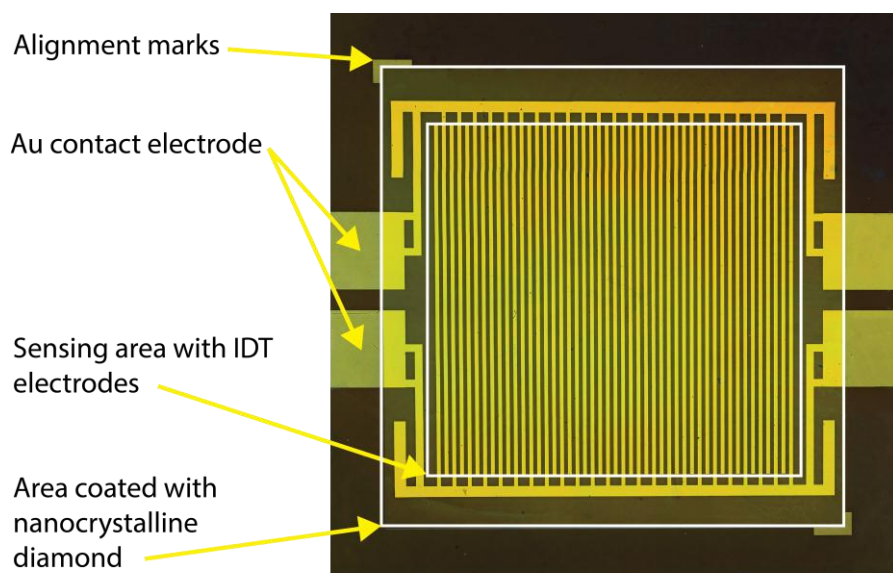 Alignment marks
Au contact electrode
Sensing area with IDT
electrodes
Area coated with
nanocrystalline
diamond